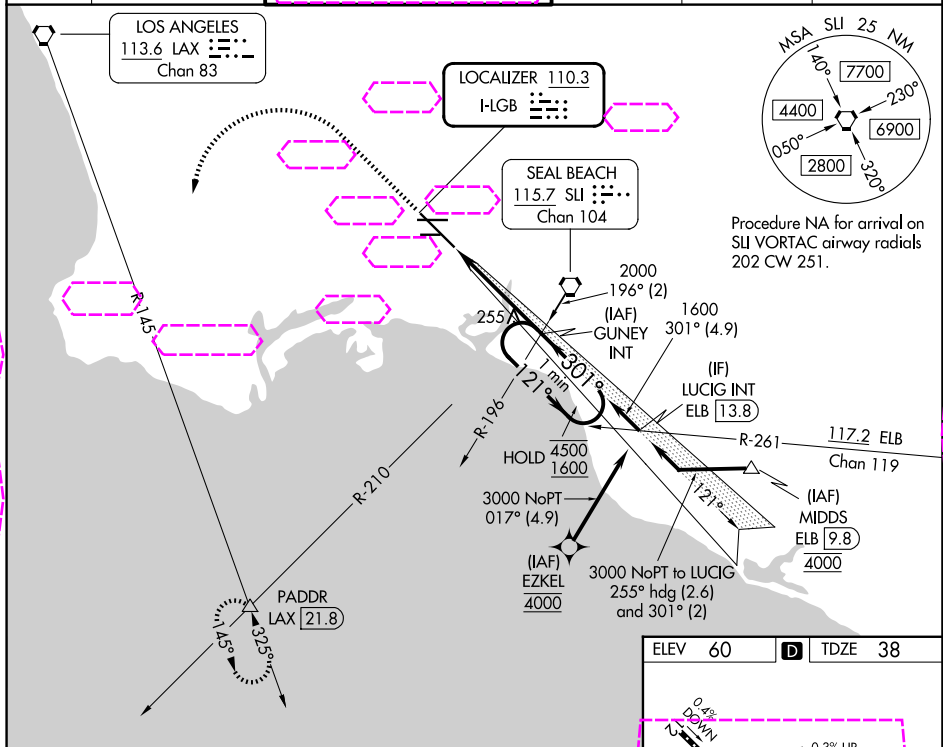 LOS ANGELES
113.6 LAX
Chan 83
LOCALIZER 110.3
I-LGB
SEAL BEACH
115.7 SLI
Chan 104
MSA SLI 25 NM
140°
7700
230°
4400
6900
050°
2800
320°
Procedure NA for arrival on
SLI VORTAC airway radials
202 CW 251.
2000
196° (2)
(IAF)
GUNEY
INT
255
1600
301° (4.9)
(IF)
LUCIG INT
ELB 13.8
R-145
301°
1 min
121°
R-196
HOLD 4500
1600
R-261
117.2 ELB
Chan 119
R-210
3000 NoPT
017° (4.9)
121°
(IAF)
MIDDS
ELB 9.8
4000
(IAF)
EZKEL
4000
3000 NoPT to LUCIG
255° hdg (2.6)
and 301° (2)
PADDR
LAX 21.8
145°
325°
ELEV 60
D
TDZE 38
0.4%
DOWN
12